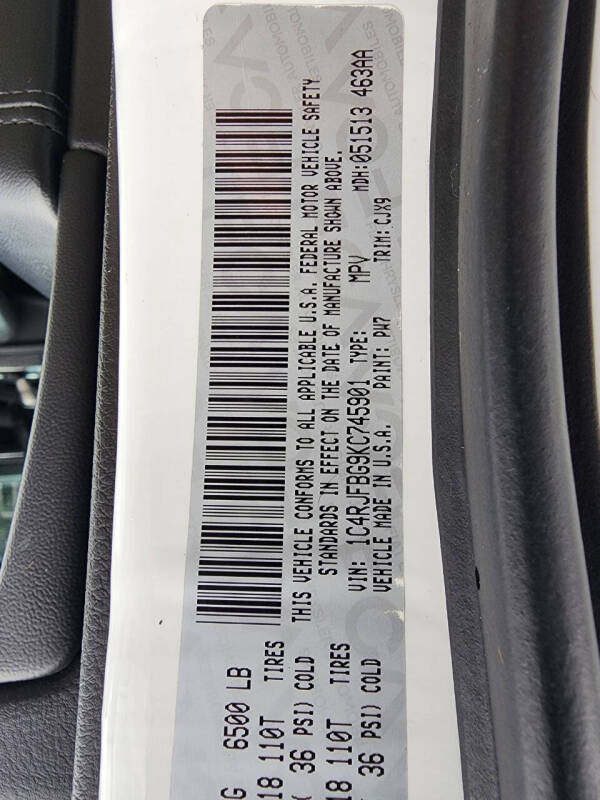 G 6500 LB
18 110T TIRES
( 36 PSI) COLD
18 110T TIRES
( 36 PSI) COLD
THIS VEHICLE CONFORMS TO ALL APPLICABLE U.S.A. FEDERAL MOTOR VEHICLE SAFETY
STANDARDS IN EFFECT ON THE DATE OF MANUFACTURE SHOWN ABOVE.
VIN: 1C4RJFBG9KC745901 TYPE: MPV MDH:051513 463AA
VEHICLE MADE IN U.S.A. PAINT: PW7 TRIM: CJX9